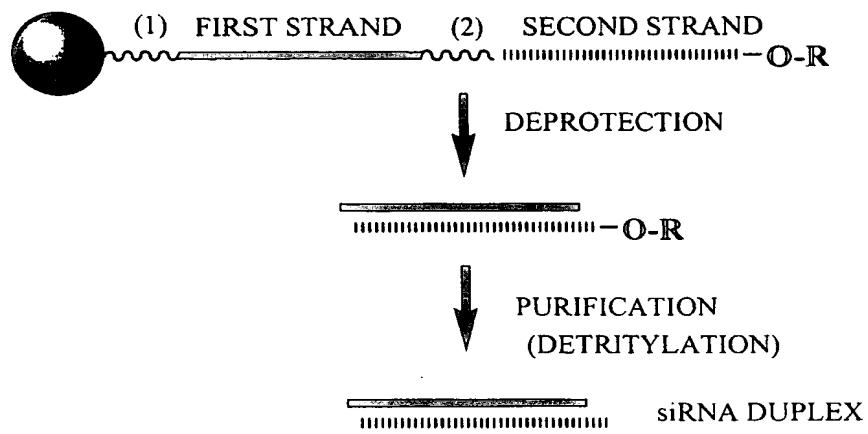 (1) FIRST STRAND (2) SECOND STRAND
O-R
DEPROTECTION
O-R
PURIFICATION
(DETRITYLATION)
siRNA DUPLEX